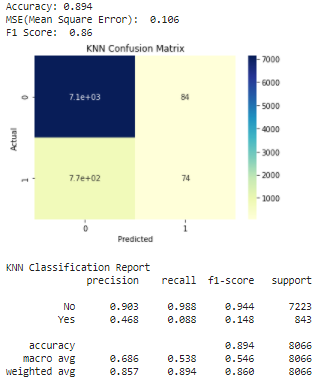 Accuracy: 0.894
MSE(Mean Square Error): 0.106
F1 Score: 0.86
KNN Confusion Matrix
7000
6000
5000
4000
3000
2000
1000
Actual
0
7.1e+03
84
1
7.7e+02
74
0
1
Predicted
KNN Classification Report
precision recall f1-score support
No 0.903 0.988 0.944 7223
Yes 0.468 0.088 0.148 843
accuracy 0.894 8066
macro avg 0.686 0.538 0.546 8066
weighted avg 0.857 0.894 0.860 8066